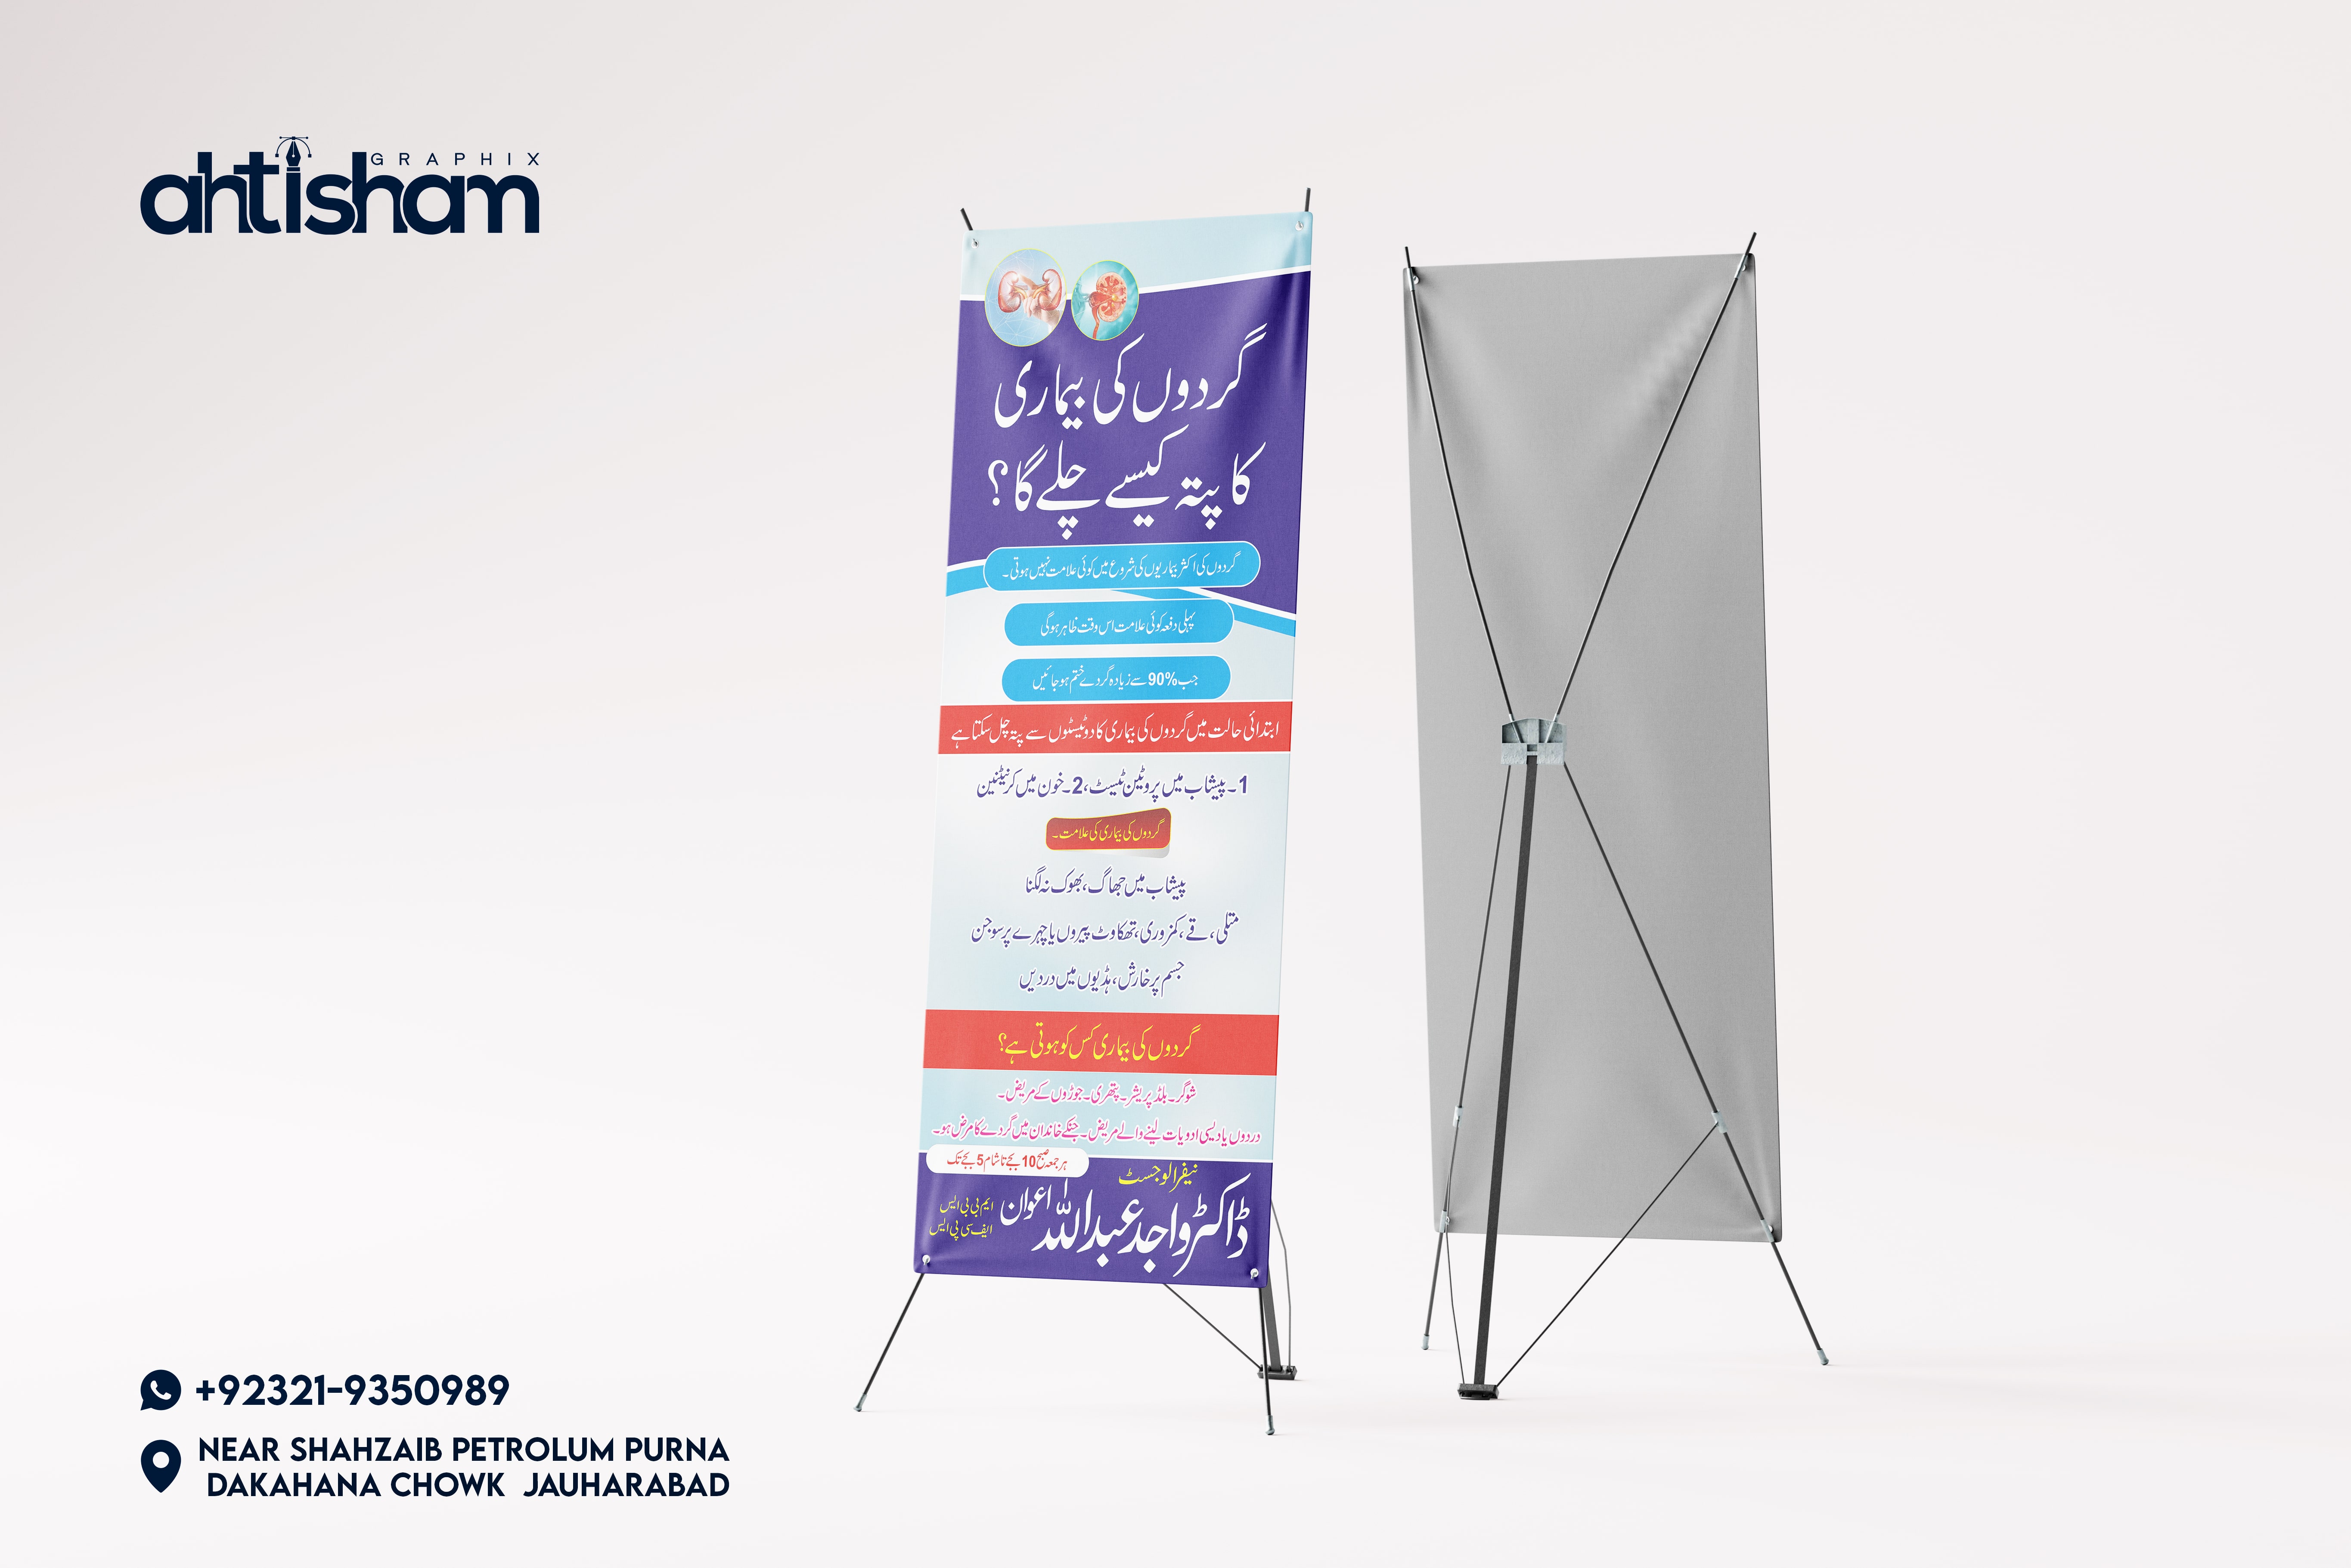 GRAPHIX
ahtisham
گردوں کی بیماری
کا پتہ کیسے چلے گا؟
گردوں کی اکثر بیماریوں کی شروع میں کوئی علامت نہیں ہوتی۔
پہلی دفعہ کوئی علامت اس وقت ظاہر ہوگی
جب %90 سے زیادہ گردے ختم ہو جائیں
ابتدائی حالت میں گردوں کی بیماری کا دو ٹیسٹوں سے پتہ چل سکتا ہے
1۔ پیشاب میں پروٹین ٹیسٹ، 2۔ خون میں کریٹنین
گردوں کی بیماری کی علامت۔
پیشاب میں جھاگ، بھوک نہ لگنا
متلی، قے، کمزوری، تھکاوٹ پیروں یا چہرے پر سوجن
جسم پر خارش، ہڈیوں میں دردیں
گردوں کی بیماری کس کو ہوتی ہے؟
شوگر۔ بلڈ پریشر۔ پتھری۔ جوڑوں کے مریض۔
دردوں یا دیسی ادویات لینے والے مریض۔ جنکے خاندان میں گردے کا مرض ہو۔
ہر جمعہ صبح 10 بجے تا شام 5 بجے تک
نیفرالوجسٹ
ڈاکٹر واجد عبداللہ اعوان
ایم بی بی ایس
ایف سی پی ایس
+92321-9350989
NEAR SHAHZAIB PETROLUM PURNA
DAKAHANA CHOWK JAUHARABAD